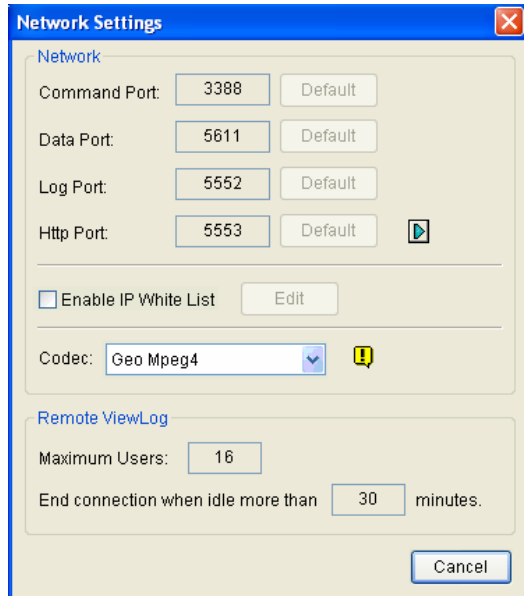 Network Settings
Network
Command Port: 3388 Default
Data Port: 5611 Default
Log Port: 5552 Default
Http Port: 5553 Default
Enable IP White List Edit
Codec: Geo Mpeg4
Remote ViewLog
Maximum Users: 16
End connection when idle more than 30 minutes.
Cancel